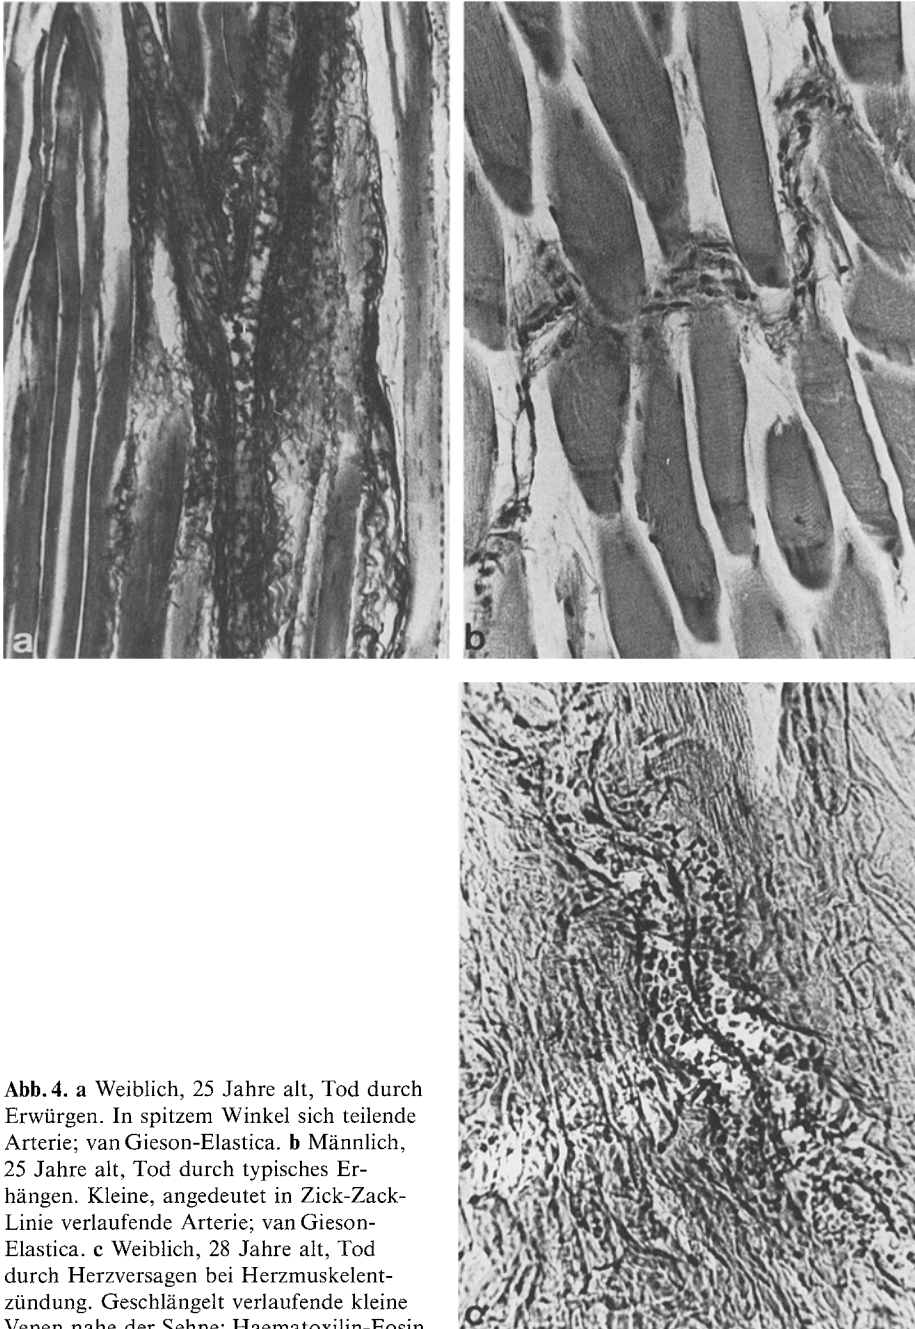 a
b
c
Abb. 4. a Weiblich, 25 Jahre alt, Tod durch
Erwürgen. In spitzem Winkel sich teilende
Arterie; van Gieson-Elastica. b Männlich,
25 Jahre alt, Tod durch typisches Er-
hängen. Kleine, angedeutet in Zick-Zack-
Linie verlaufende Arterie; van Gieson-
Elastica. c Weiblich, 28 Jahre alt, Tod
durch Herzversagen bei Herzmuskelent-
zündung. Geschlängelt verlaufende kleine
Venen nahe der Sehne; Haematoxilin-Eosin